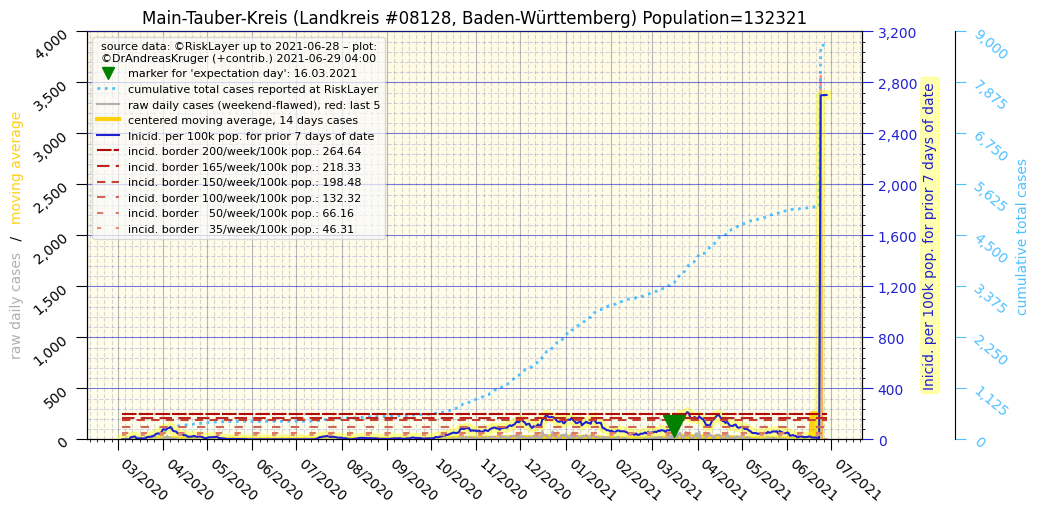 Main-Tauber-Kreis (Landkreis #08128, Baden-Württemberg) Population=132321
source data: ©RiskLayer up to 2021-06-28 – plot:
©DrAndreasKruger (+contrib.) 2021-06-29 04:00
marker for 'expectation day': 16.03.2021
cumulative total cases reported at RiskLayer
raw daily cases (weekend-flawed), red: last 5
centered moving average, 14 days cases
Inicid. per 100k pop. for prior 7 days of date
incid. border 200/week/100k pop.: 264.64
incid. border 165/week/100k pop.: 218.33
incid. border 150/week/100k pop.: 198.48
incid. border 100/week/100k pop.: 132.32
incid. border   50/week/100k pop.: 66.16
incid. border   35/week/100k pop.: 46.31
raw daily cases / moving average
4,000
3,500
3,000
2,500
2,000
1,500
1,000
500
0
03/2020
04/2020
05/2020
06/2020
07/2020
08/2020
09/2020
10/2020
11/2020
12/2020
01/2021
02/2021
03/2021
04/2021
05/2021
06/2021
07/2021
3,200
2,800
2,400
2,000
1,600
1,200
800
400
0
Inicid. per 100k pop. for prior 7 days of date
9,000
7,875
6,750
5,625
4,500
3,375
2,250
1,125
0
cumulative total cases